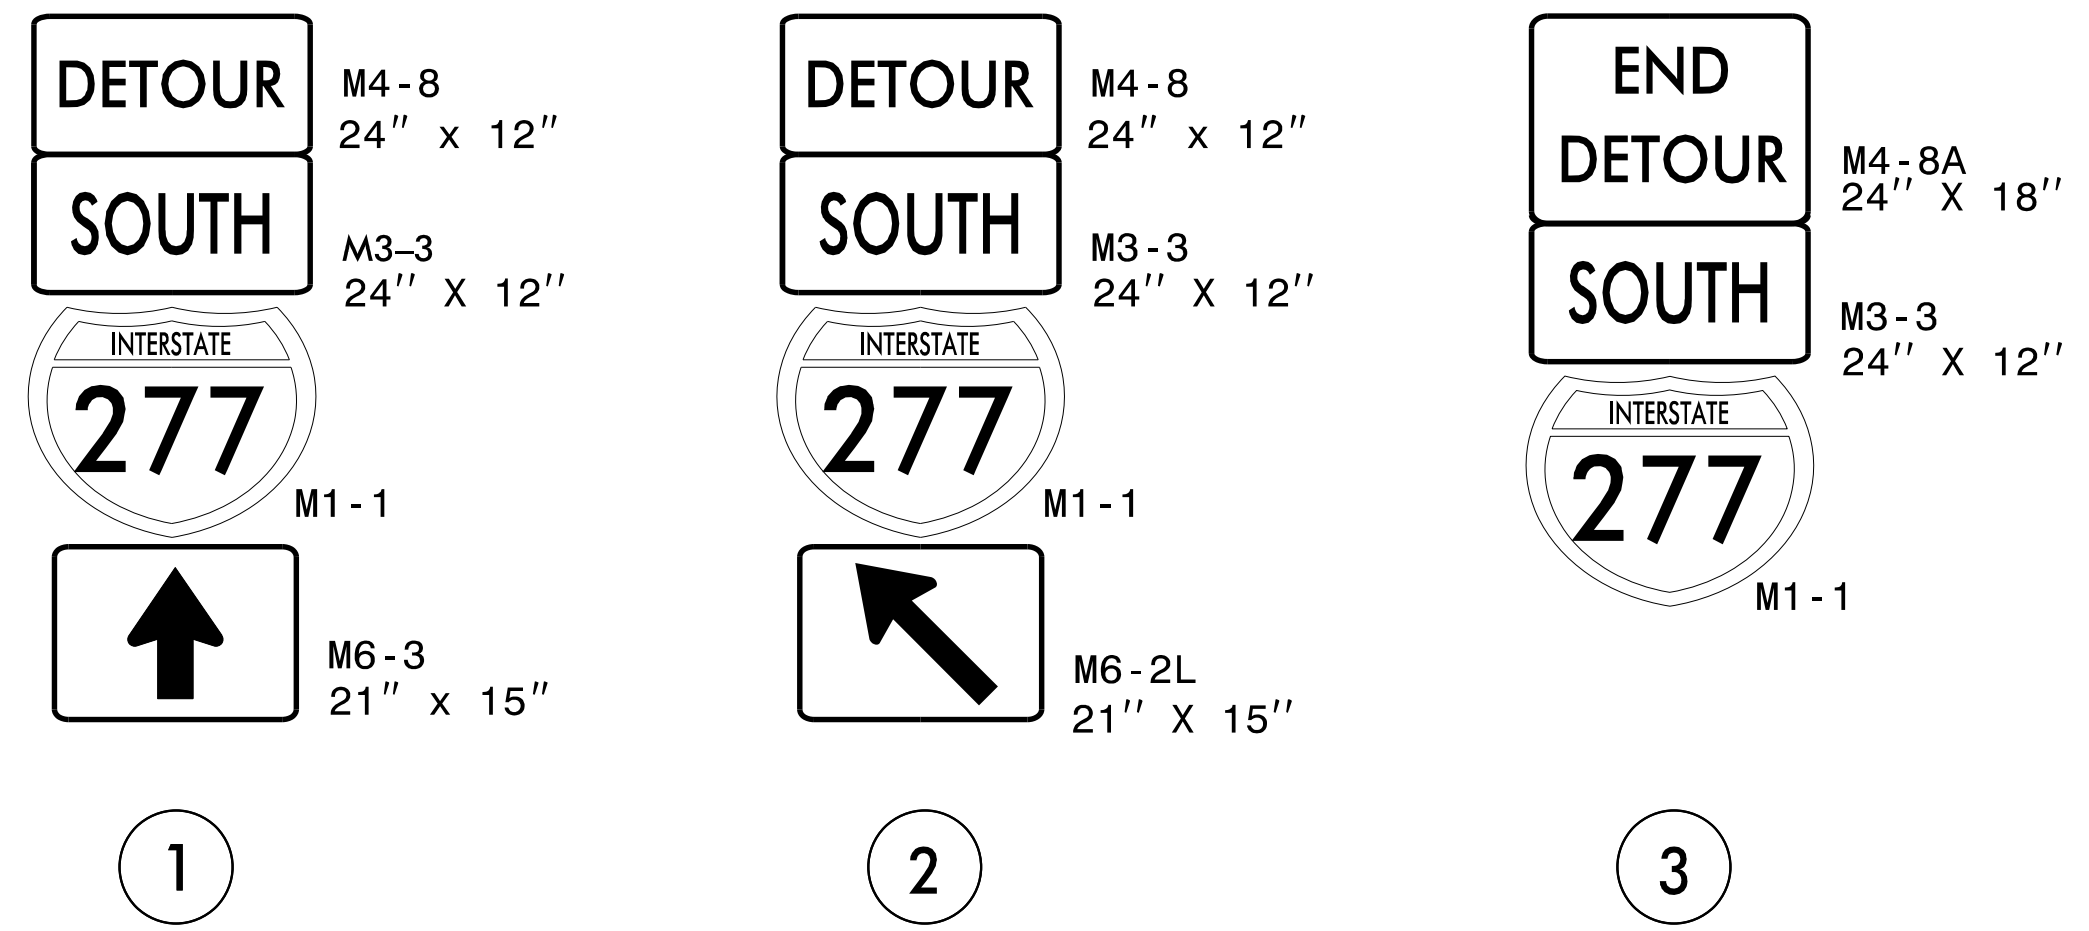 DETOUR
M4-8
24" x 12"
SOUTH
M3-3
24'' X 12''
INTERSTATE
277
M1-1
M6-3
21" x 15"
1
DETOUR
M4-8
24" x 12"
SOUTH
M3-3
24'' X 12''
INTERSTATE
277
M1-1
M6-2L
21'' X 15''
2
END
DETOUR
M4-8A
24'' X 18''
SOUTH
M3-3
24'' X 12''
INTERSTATE
277
M1-1
3